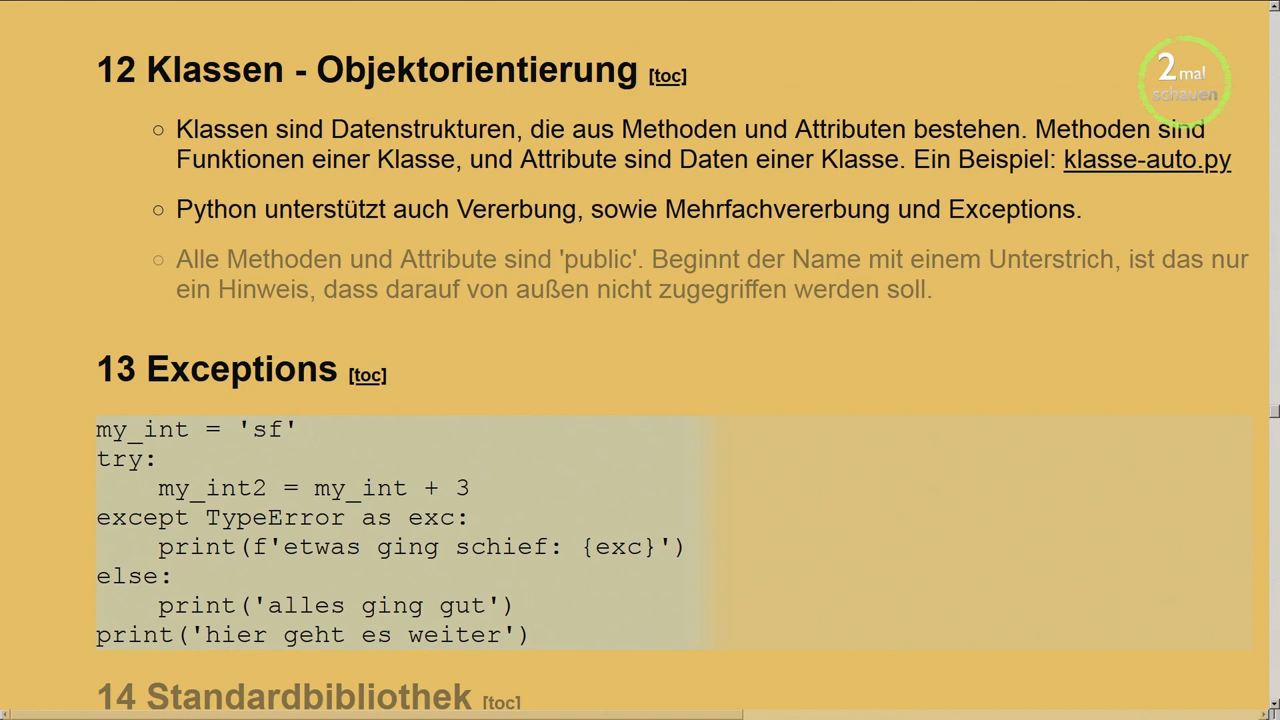 12 Klassen - Objektorientierung [toc]
2 mal
schauen
Klassen sind Datenstrukturen, die aus Methoden und Attributen bestehen. Methoden sind
Funktionen einer Klasse, und Attribute sind Daten einer Klasse. Ein Beispiel: klasse-auto.py
Python unterstützt auch Vererbung, sowie Mehrfachvererbung und Exceptions.
Alle Methoden und Attribute sind 'public'. Beginnt der Name mit einem Unterstrich, ist das nur
ein Hinweis, dass darauf von außen nicht zugegriffen werden soll.
13 Exceptions [toc]
my_int = 'sf'
try:
    my_int2 = my_int + 3
except TypeError as exc:
    print(f'etwas ging schief: {exc}')
else:
    print('alles ging gut')
print('hier geht es weiter')
14 Standardbibliothek [toc]